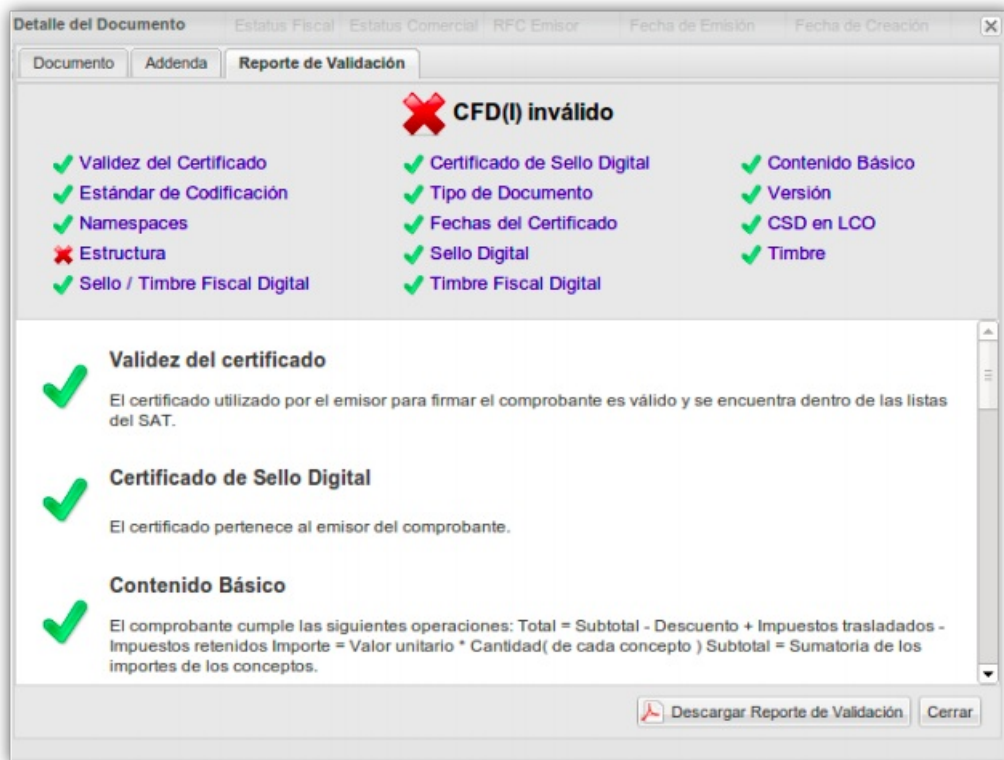 Detalle del Documento
Estatus Fiscal Estatus Comercial RFC Emisor Fecha de Emisión Fecha de Creación
Documento Addenda Reporte de Validación
CFD(I) inválido
Validez del Certificado Certificado de Sello Digital Contenido Básico
Estándar de Codificación Tipo de Documento Versión
Namespaces Fechas del Certificado CSD en LCO
Estructura Sello Digital Timbre
Sello / Timbre Fiscal Digital Timbre Fiscal Digital
Validez del certificado
El certificado utilizado por el emisor para firmar el comprobante es válido y se encuentra dentro de las listas
del SAT.
Certificado de Sello Digital
El certificado pertenece al emisor del comprobante.
Contenido Básico
El comprobante cumple las siguientes operaciones: Total = Subtotal - Descuento + Impuestos trasladados -
Impuestos retenidos Importe = Valor unitario * Cantidad( de cada concepto ) Subtotal = Sumatoria de los
importes de los conceptos.
Descargar Reporte de Validación Cerrar